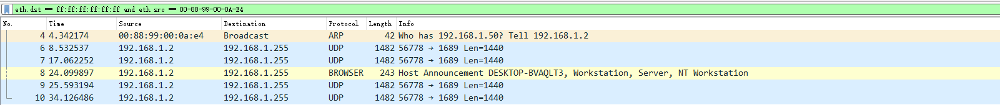 eth.dst == ff:ff:ff:ff:ff:ff and eth.src == 00-88-99-00-0A-E4
No. Time Source Destination Protocol Length Info
4 4.342174 00:88:99:00:0a:e4 Broadcast ARP 42 Who has 192.168.1.50? Tell 192.168.1.2
6 8.532537 192.168.1.2 192.168.1.255 UDP 1482 56778 → 1689 Len=1440
7 17.062252 192.168.1.2 192.168.1.255 UDP 1482 56778 → 1689 Len=1440
8 24.099897 192.168.1.2 192.168.1.255 BROWSER 243 Host Announcement DESKTOP-BVAQLT3, Workstation, Server, NT Workstation
9 25.593194 192.168.1.2 192.168.1.255 UDP 1482 56778 → 1689 Len=1440
10 34.126486 192.168.1.2 192.168.1.255 UDP 1482 56778 → 1689 Len=1440